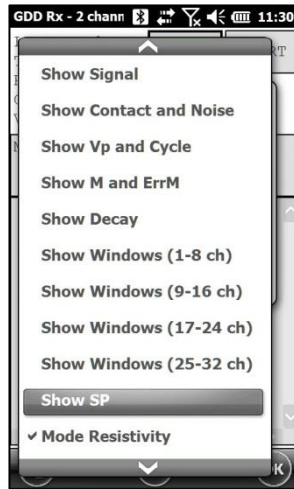 GDD Rx - 2 chann 11:30
Show Signal
Show Contact and Noise
Show Vp and Cycle
Show M and ErrM
Show Decay
Show Windows (1-8 ch)
Show Windows (9-16 ch)
Show Windows (17-24 ch)
Show Windows (25-32 ch)
Show SP
✓ Mode Resistivity